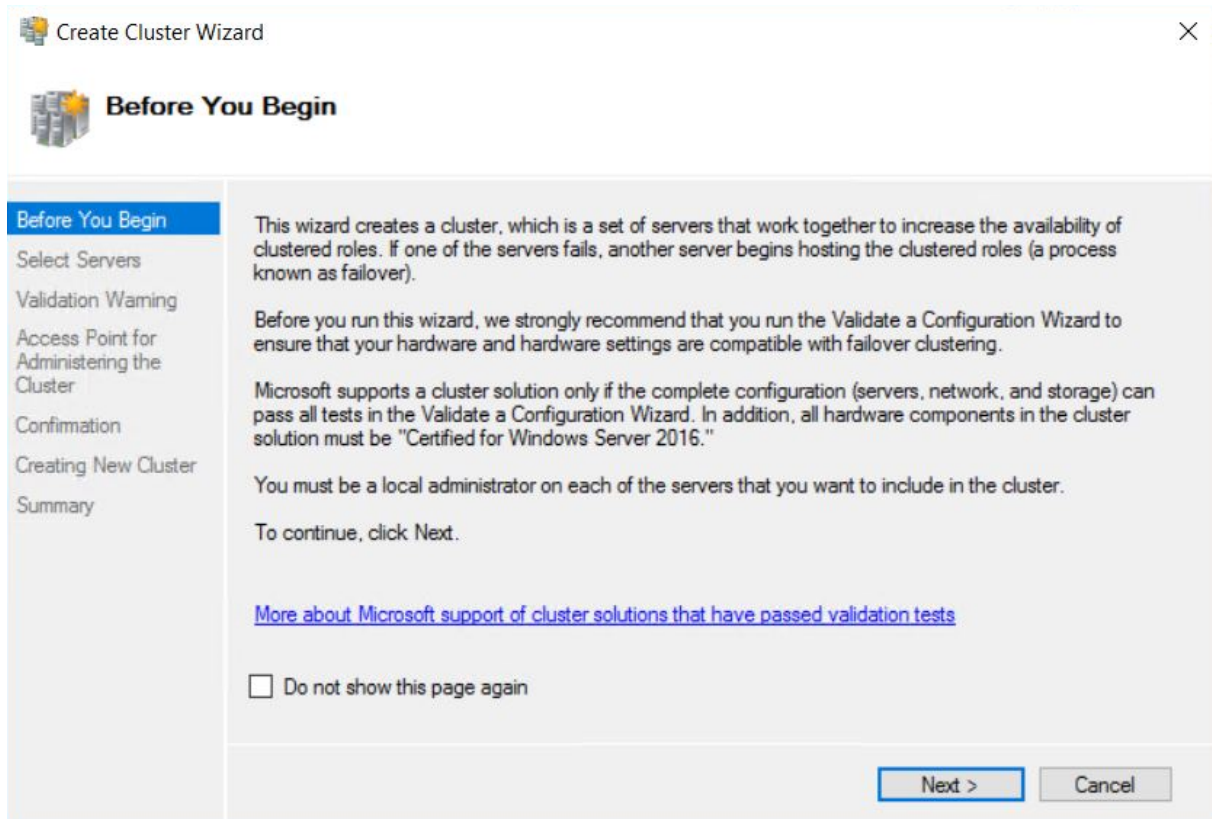 Create Cluster Wizard
Before You Begin
Before You Begin
Select Servers
Validation Warning
Access Point for
Administering the
Cluster
Confirmation
Creating New Cluster
Summary
This wizard creates a cluster, which is a set of servers that work together to increase the availability of
clustered roles. If one of the servers fails, another server begins hosting the clustered roles (a process
known as failover).
Before you run this wizard, we strongly recommend that you run the Validate a Configuration Wizard to
ensure that your hardware and hardware settings are compatible with failover clustering.
Microsoft supports a cluster solution only if the complete configuration (servers, network, and storage) can
pass all tests in the Validate a Configuration Wizard. In addition, all hardware components in the cluster
solution must be "Certified for Windows Server 2016."
You must be a local administrator on each of the servers that you want to include in the cluster.
To continue, click Next.
More about Microsoft support of cluster solutions that have passed validation tests
Do not show this page again
Next >
Cancel